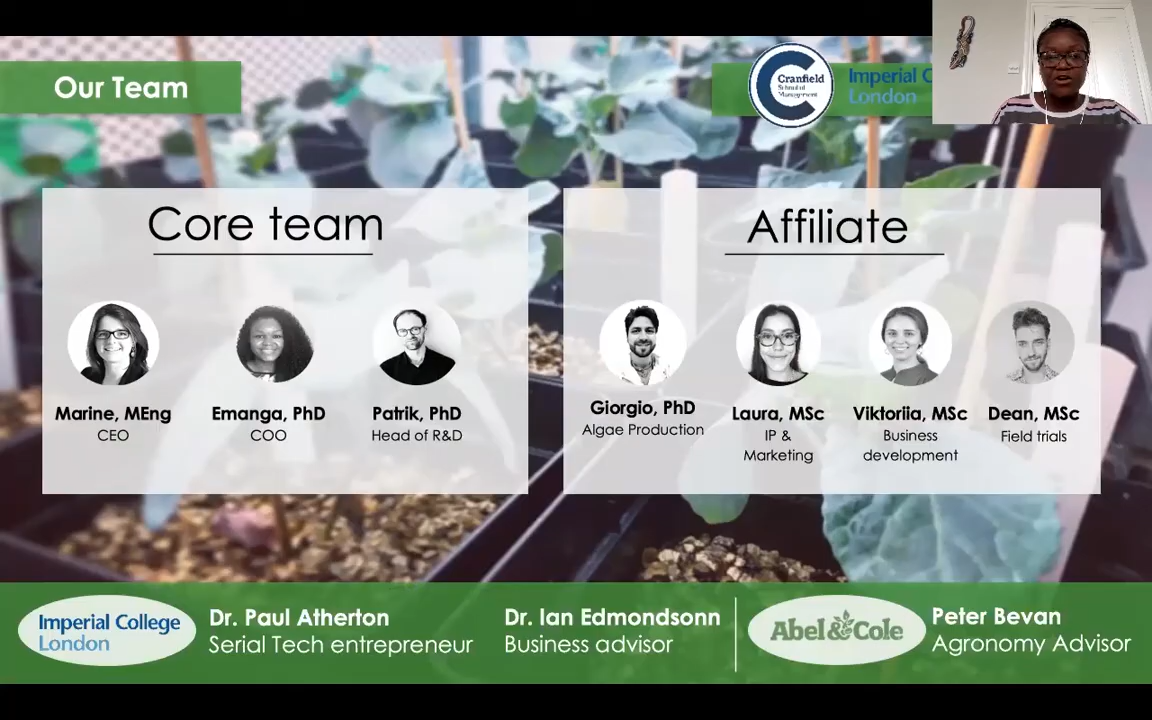 Our Team
Cranfield
School of
Management
Imperial C
London
Core team
Marine, MEng
CEO
Emanga, PhD
COO
Patrik, PhD
Head of R&D
Affiliate
Giorgio, PhD
Algae Production
Laura, MSc
IP &
Marketing
Viktoriia, MSc
Business
development
Dean, MSc
Field trials
Imperial College
London
Dr. Paul Atherton
Serial Tech entrepreneur
Dr. Ian Edmondsonn
Business advisor
Abel&Cole
Peter Bevan
Agronomy Advisor